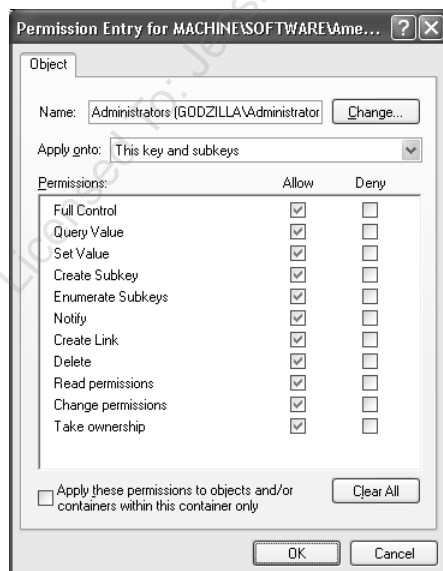 Permission Entry for MACHINE\SOFTWARE\Ame...
Object
Name: Administrators (GODZILLA\Administrator Change...
Apply onto: This key and subkeys
Permissions: Allow Deny
Full Control
Query Value
Set Value
Create Subkey
Enumerate Subkeys
Notify
Create Link
Delete
Read permissions
Change permissions
Take ownership
Apply these permissions to objects and/or
containers within this container only
Clear All
OK Cancel
Licensed To: Jess